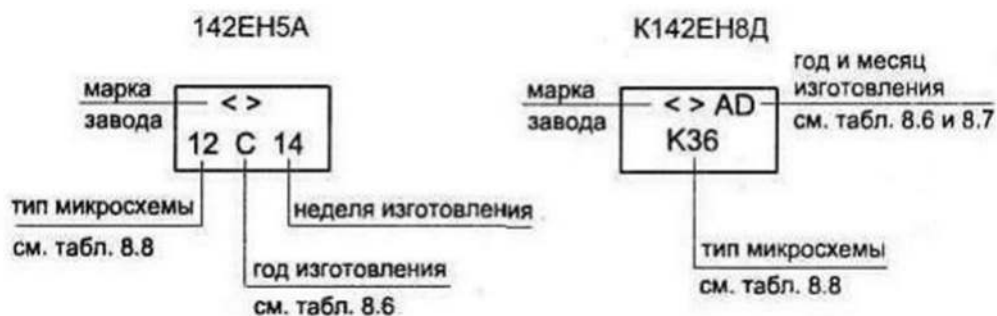 142ЕН5А
марка
завода
< >
12 С 14
тип микросхемы
см. табл. 8.8
неделя изготовления
год изготовления
см. табл. 8.6
К142ЕН8Д
марка
завода
< > AD
К36
год и месяц
изготовления
см. табл. 8.6 и 8.7
тип микросхемы
см. табл. 8.8